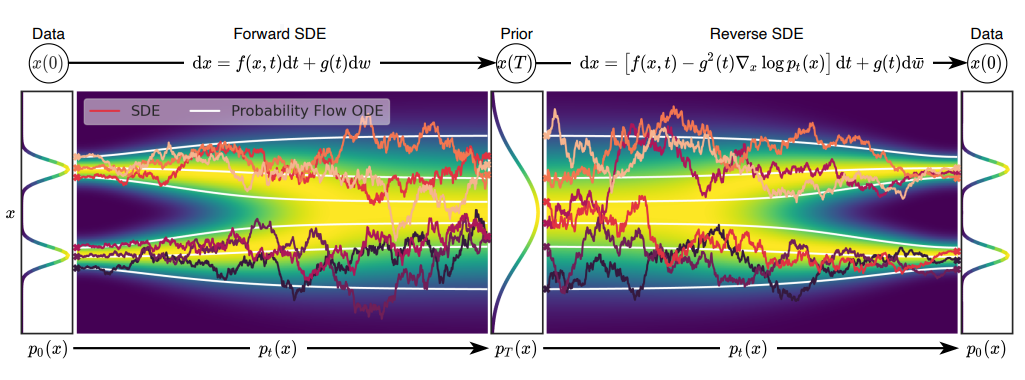 Data Forward SDE Prior Reverse SDE Data
x(0) dx = f(x, t)dt + g(t)dw x(T) dx = [f(x, t) − g²(t)∇ₓ log pₜ(x)] dt + g(t)dw̄ x(0)
SDE Probability Flow ODE
x
p₀(x) pₜ(x) p_T(x) pₜ(x) p₀(x)